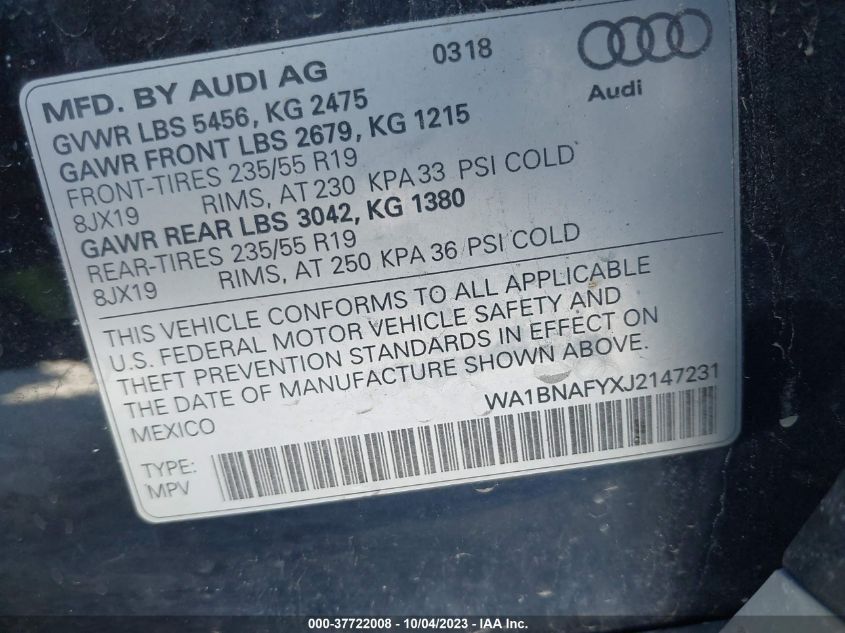 MFD. BY AUDI AG 0318
Audi
GVWR LBS 5456, KG 2475
GAWR FRONT LBS 2679, KG 1215
FRONT-TIRES 235/55 R19
8JX19 RIMS, AT 230 KPA 33 PSI COLD
GAWR REAR LBS 3042, KG 1380
REAR-TIRES 235/55 R19
8JX19 RIMS, AT 250 KPA 36 PSI COLD
THIS VEHICLE CONFORMS TO ALL APPLICABLE
U.S. FEDERAL MOTOR VEHICLE SAFETY AND
THEFT PREVENTION STANDARDS IN EFFECT ON
THE DATE OF MANUFACTURE SHOWN ABOVE.
MEXICO WA1BNAFYXJ2147231
TYPE:
MPV
000-37722008 - 10/04/2023 - IAA Inc.